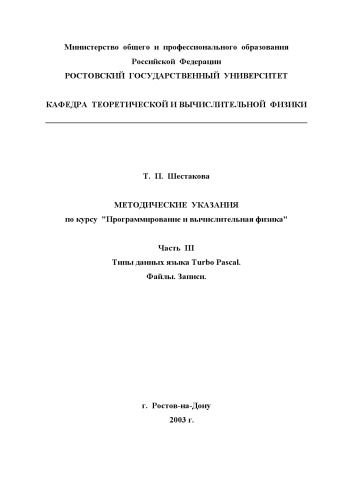 Министерство общего и профессионального образования
Российской Федерации
РОСТОВСКИЙ ГОСУДАРСТВЕННЫЙ УНИВЕРСИТЕТ
КАФЕДРА ТЕОРЕТИЧЕСКОЙ И ВЫЧИСЛИТЕЛЬНОЙ ФИЗИКИ
Т. П. Шестакова
МЕТОДИЧЕСКИЕ УКАЗАНИЯ
по курсу "Программирование и вычислительная физика"
Часть III
Типы данных языка Turbo Pascal.
Файлы. Записи.
г. Ростов-на-Дону
2003 г.